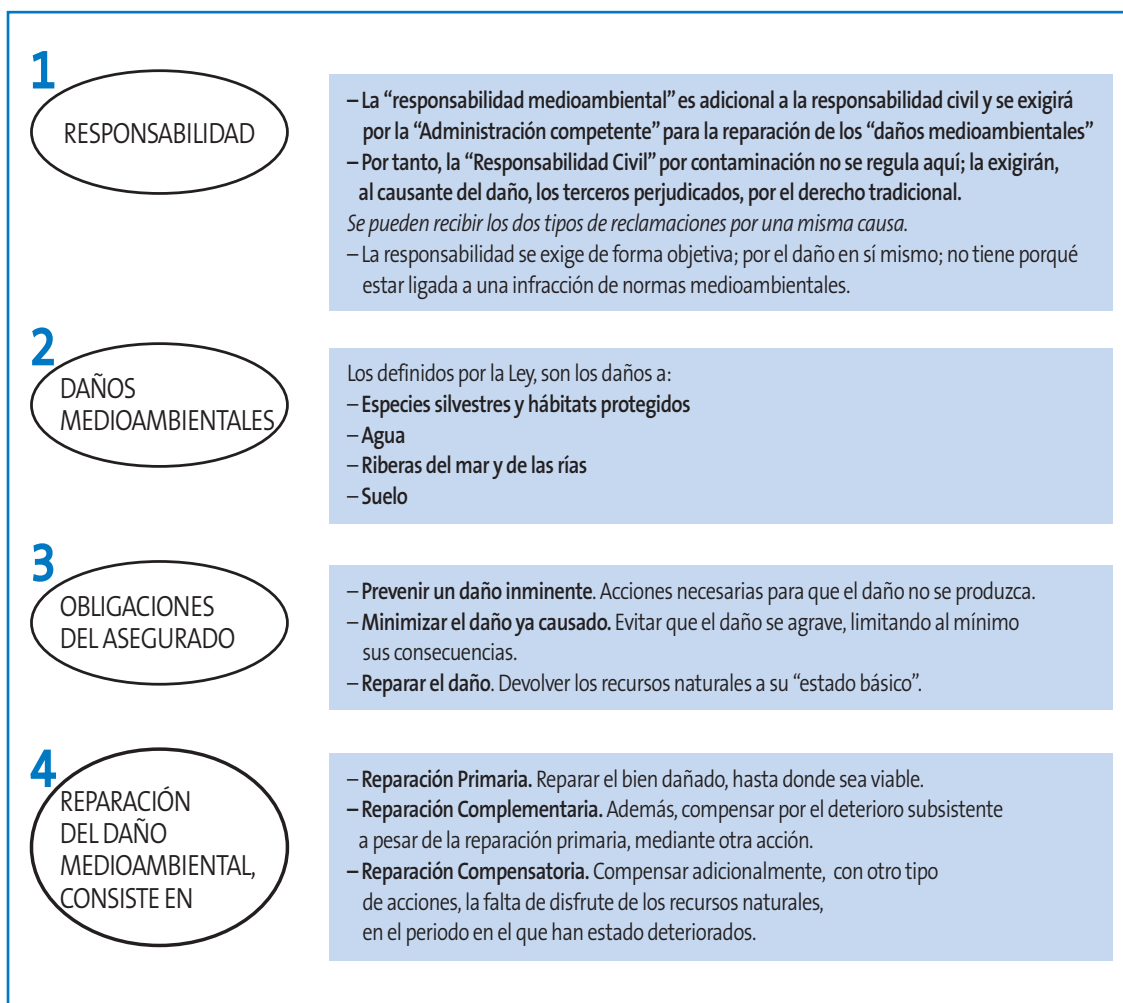 1
RESPONSABILIDAD
– La “responsabilidad medioambiental” es adicional a la responsabilidad civil y se exigirá
por la “Administración competente” para la reparación de los “daños medioambientales”
– Por tanto, la “Responsabilidad Civil” por contaminación no se regula aquí; la exigirán,
al causante del daño, los terceros perjudicados, por el derecho tradicional.
Se pueden recibir los dos tipos de reclamaciones por una misma causa.
– La responsabilidad se exige de forma objetiva; por el daño en sí mismo; no tiene porqué
estar ligada a una infracción de normas medioambientales.
2
DAÑOS
MEDIOAMBIENTALES
Los definidos por la Ley, son los daños a:
– Especies silvestres y hábitats protegidos
– Agua
– Riberas del mar y de las rías
– Suelo
3
OBLIGACIONES
DEL ASEGURADO
– Prevenir un daño inminente. Acciones necesarias para que el daño no se produzca.
– Minimizar el daño ya causado. Evitar que el daño se agrave, limitando al mínimo
sus consecuencias.
– Reparar el daño. Devolver los recursos naturales a su “estado básico”.
4
REPARACIÓN
DEL DAÑO
MEDIOAMBIENTAL,
CONSISTE EN
– Reparación Primaria. Reparar el bien dañado, hasta donde sea viable.
– Reparación Complementaria. Además, compensar por el deterioro subsistente
a pesar de la reparación primaria, mediante otra acción.
– Reparación Compensatoria. Compensar adicionalmente, con otro tipo
de acciones, la falta de disfrute de los recursos naturales,
en el periodo en el que han estado deteriorados.